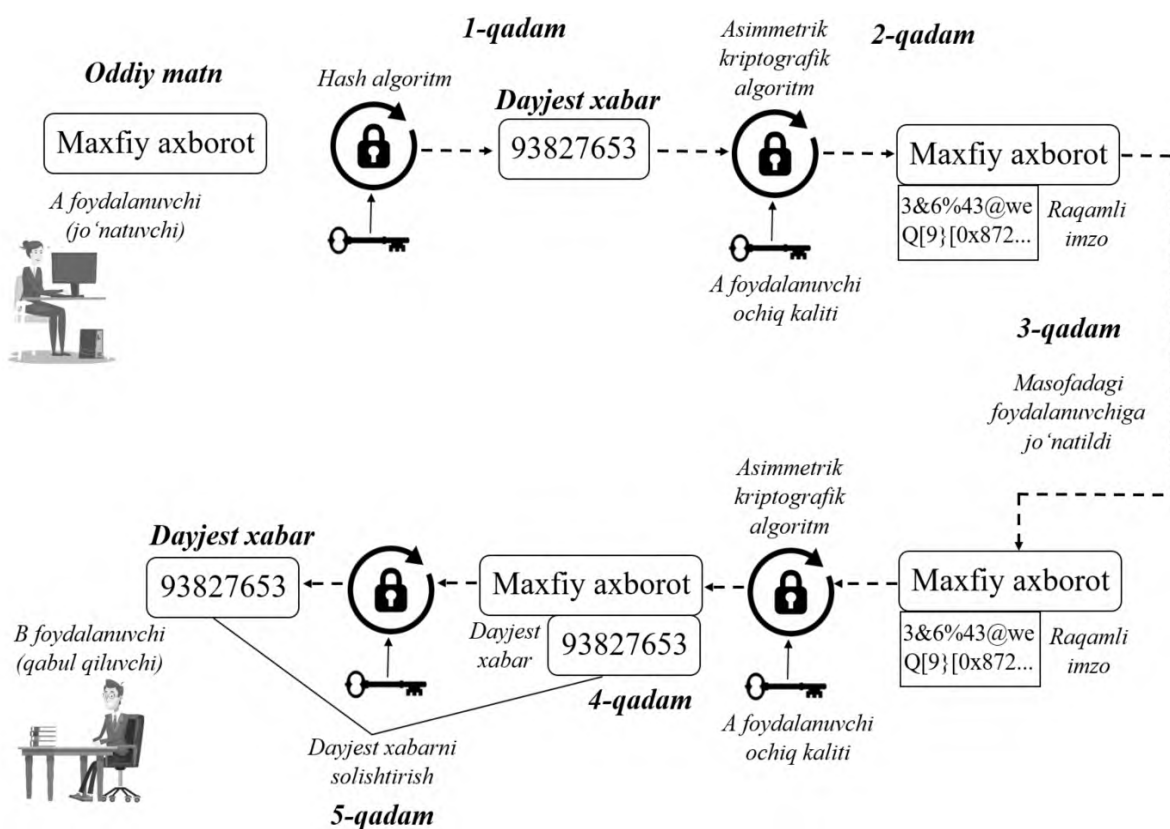 1-qadam
Asimmetrik
kriptografik
algoritm
2-qadam
Oddiy matn
Hash algoritm
Dayjest xabar
Maxfiy axborot
93827653
Maxfiy axborot
A foydalanuvchi
(jo‘natuvchi)
3&6%43@we
Q[9}[0x872...
Raqamli
imzo
A foydalanuvchi
ochiq kaliti
3-qadam
Masofadagi
foydalanuvchiga
jo‘natildi
Asimmetrik
kriptografik
algoritm
Dayjest xabar
93827653
Maxfiy axborot
Maxfiy axborot
Dayjest
xabar
93827653
3&6%43@we
Q[9}[0x872...
Raqamli
imzo
B foydalanuvchi
(qabul qiluvchi)
4-qadam
A foydalanuvchi
ochiq kaliti
Dayjest xabarni
solishtirish
5-qadam